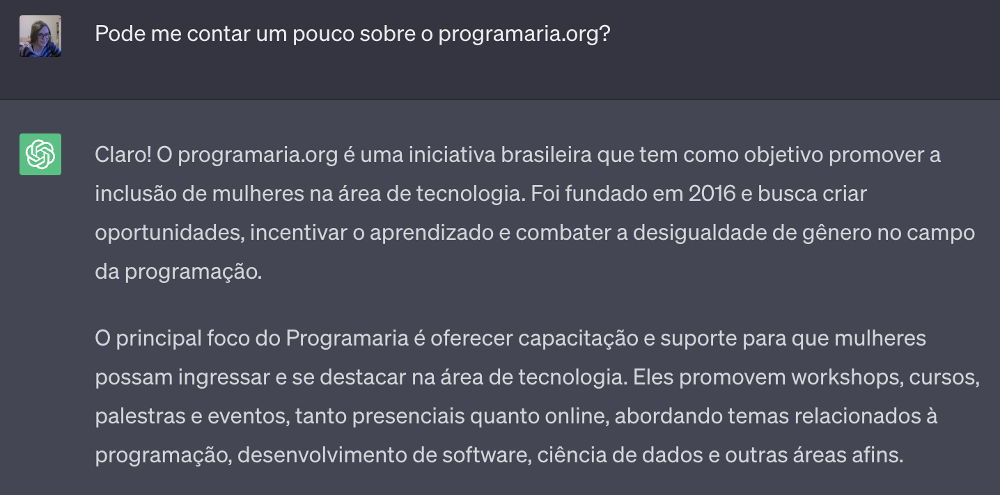 Pode me contar um pouco sobre o programaria.org?
Claro! O programaria.org é uma iniciativa brasileira que tem como objetivo promover a
inclusão de mulheres na área de tecnologia. Foi fundado em 2016 e busca criar
oportunidades, incentivar o aprendizado e combater a desigualdade de gênero no campo
da programação.
O principal foco do Programaria é oferecer capacitação e suporte para que mulheres
possam ingressar e se destacar na área de tecnologia. Eles promovem workshops, cursos,
palestras e eventos, tanto presenciais quanto online, abordando temas relacionados à
programação, desenvolvimento de software, ciência de dados e outras áreas afins.